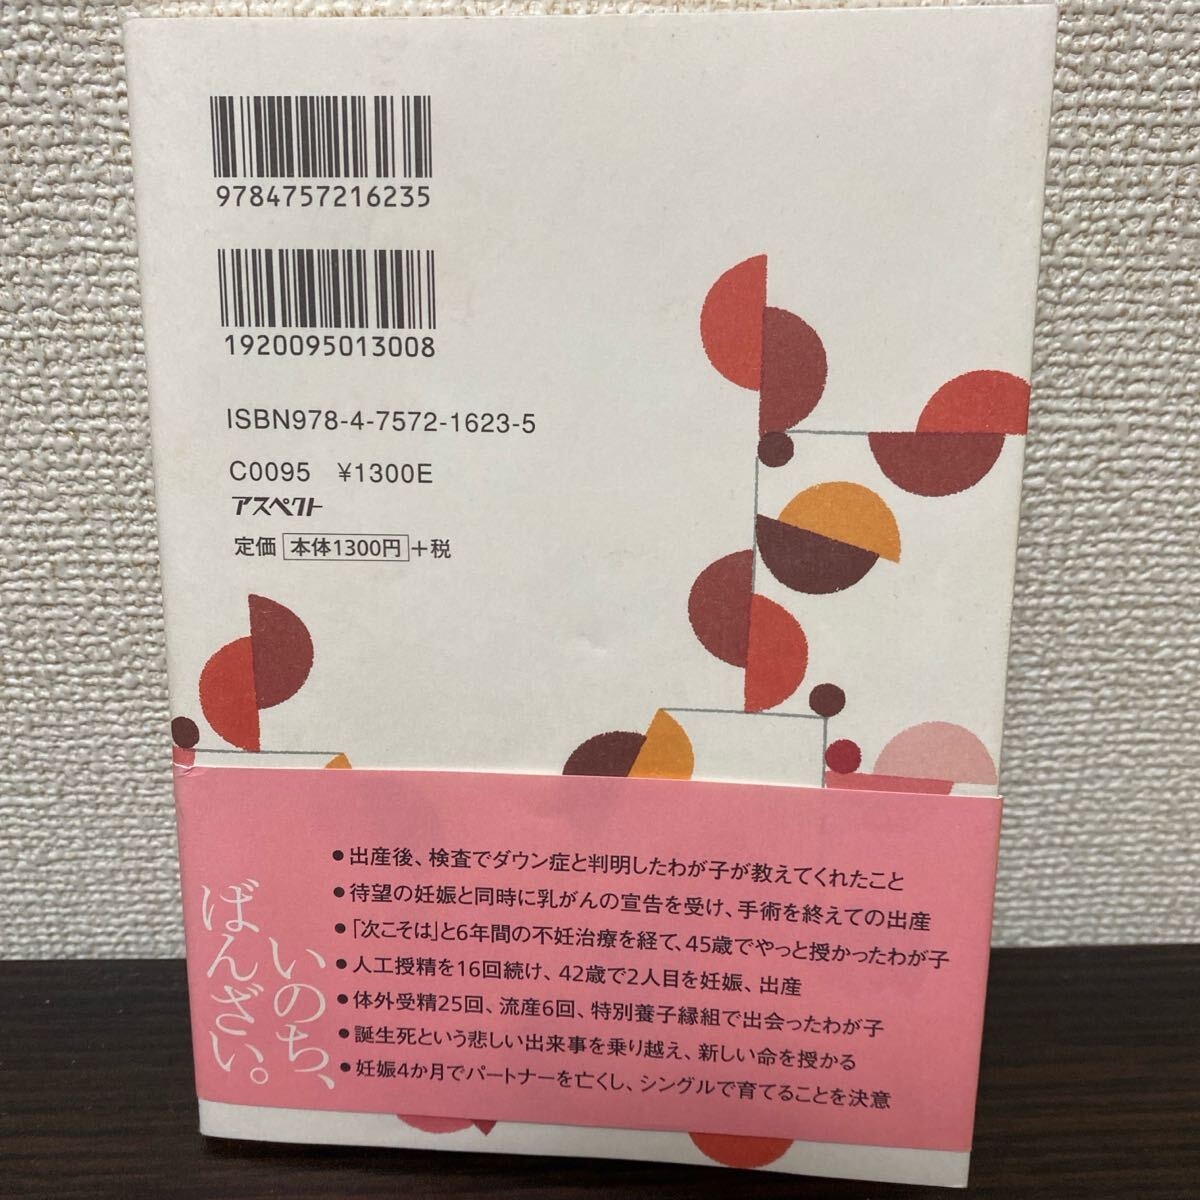 9784757216235
1920095013008
ISBN978-4-7572-1623-5
C0095 ¥1300E
アスペクト
定価 本体1300円+税
いのち、
ばんざい。
●出産後、検査でダウン症と判明したわが子が教えてくれたこと
●待望の妊娠と同時に乳がんの宣告を受け、手術を終えての出産
●「次こそは」と6年間の不妊治療を経て、45歳でやっと授かったわが子
●人工授精を16回続け、42歳で2人目を妊娠、出産
●体外受精25回、流産6回、特別養子縁組で出会ったわが子
●誕生死という悲しい出来事を乗り越え、新しい命を授かる
●妊娠4か月でパートナーを亡くし、シングルで育てることを決意